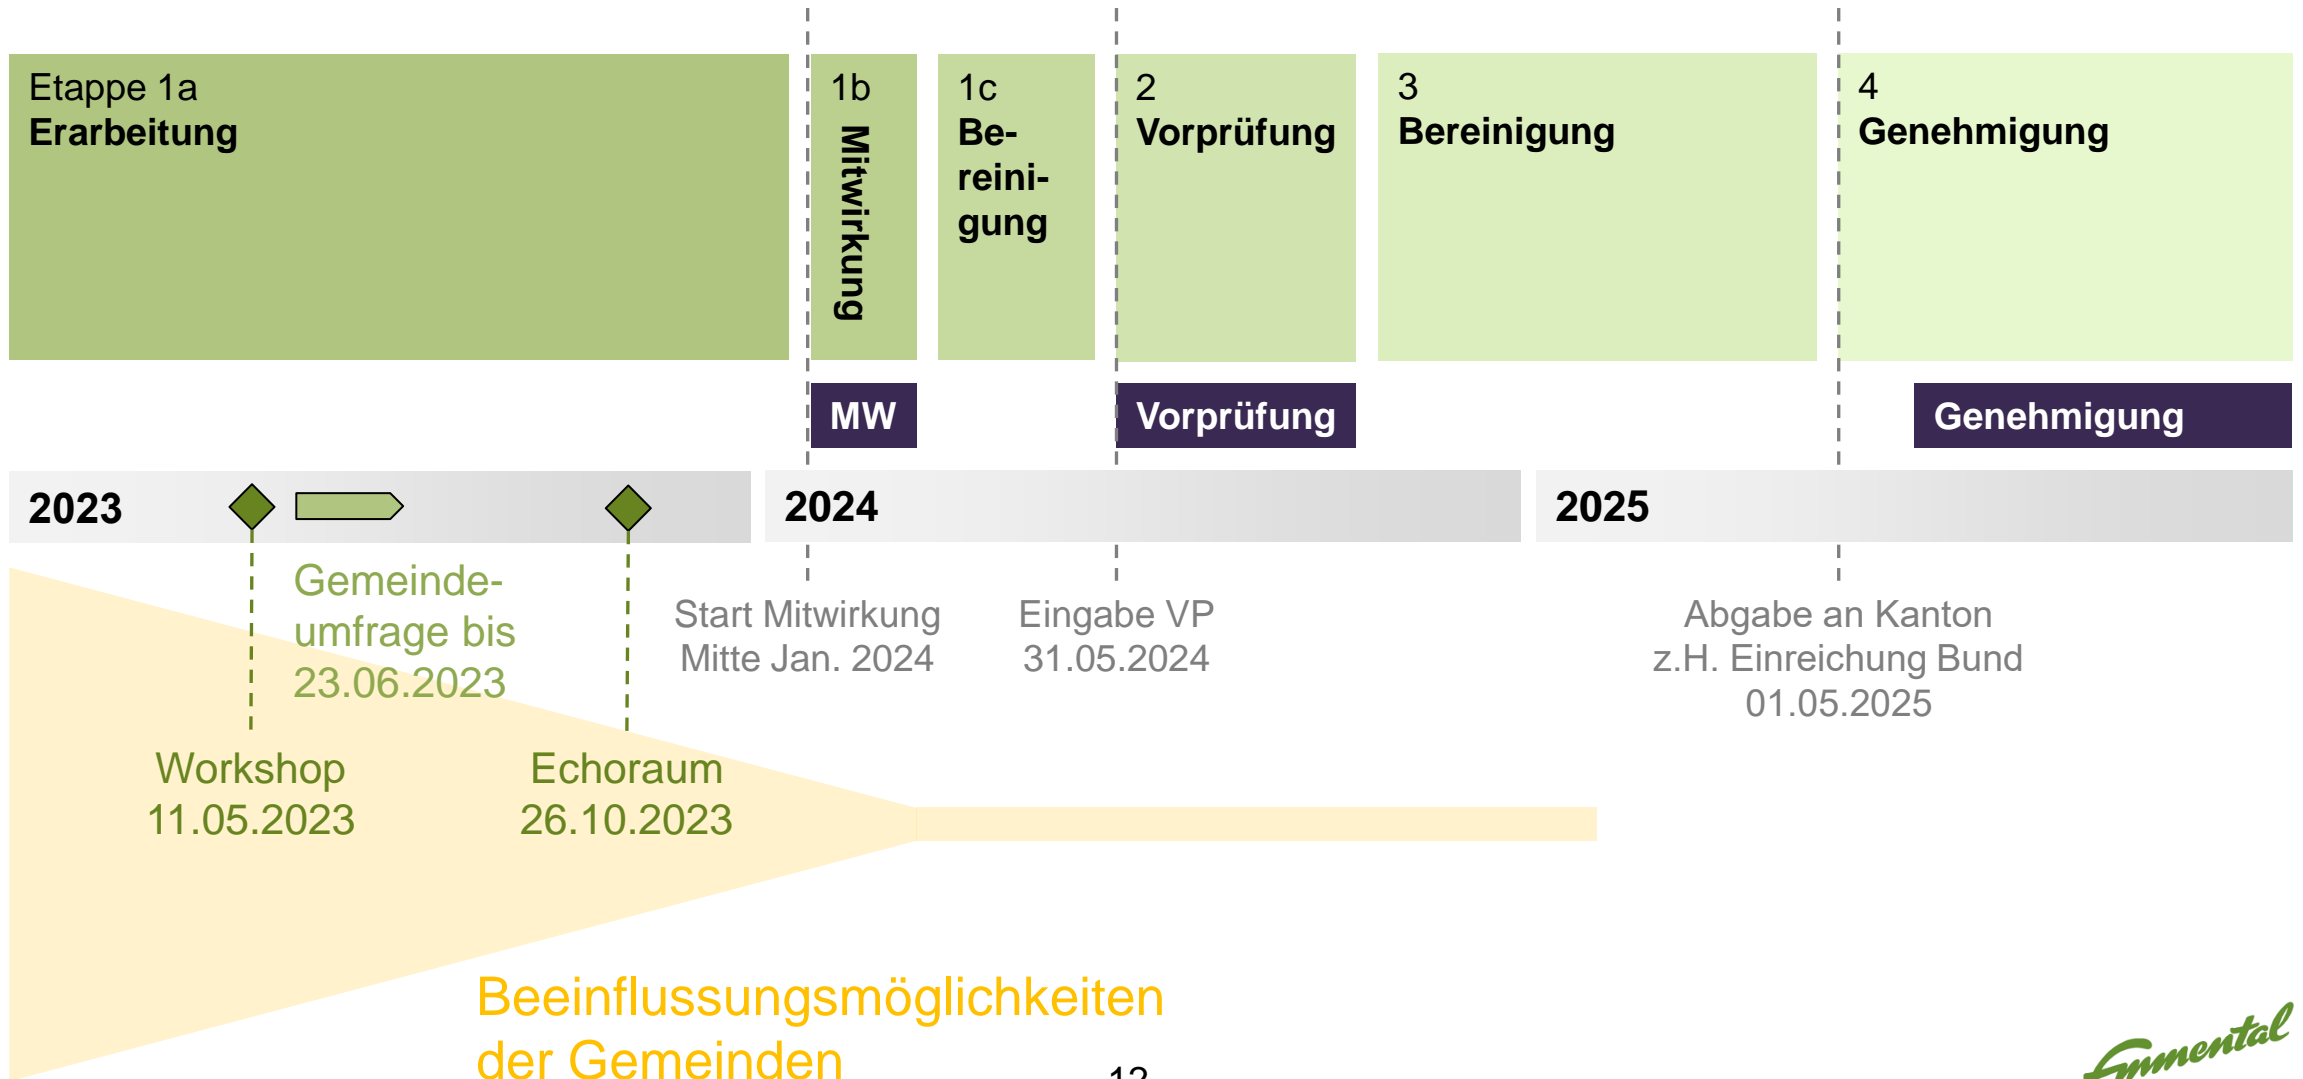 Etappe 1a
Erarbeitung
1b
Mitwirkung
1c
Be-
reini-
gung
2
Vorprüfung
3
Bereinigung
4
Genehmigung
MW
Vorprüfung
Genehmigung
2023
2024
2025
Gemeinde-
umfrage bis
23.06.2023
Start Mitwirkung
Mitte Jan. 2024
Eingabe VP
31.05.2024
Abgabe an Kanton
z.H. Einreichung Bund
01.05.2025
Workshop
11.05.2023
Echoraum
26.10.2023
Beeinflussungsmöglichkeiten
der Gemeinden
12
Emmental